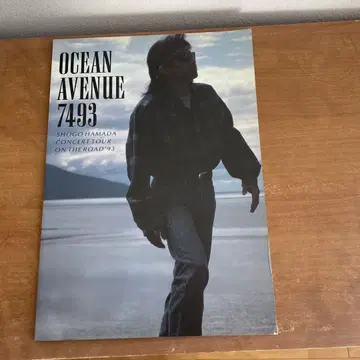 OCEAN
AVENUE
7493
SHOGO HAMADA
CONCERT TOUR
ON THE ROAD '93